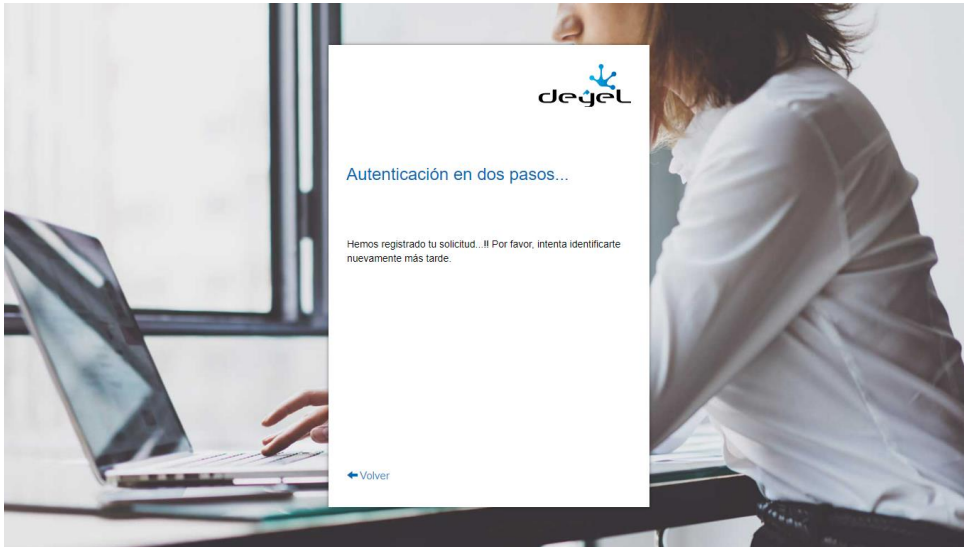 deyel
Autenticación en dos pasos...
Hemos registrado tu solicitud...!! Por favor, intenta identificarte
nuevamente más tarde.
Volver